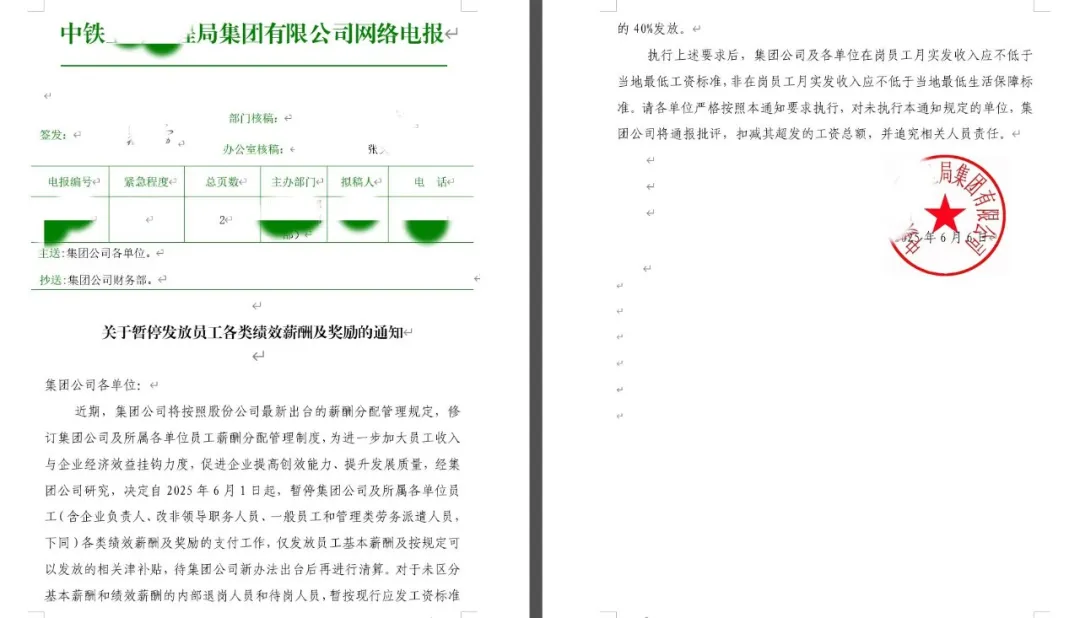 中铁
局集团有限公司网络电报
部门核稿：
签发：
办公室核稿：
张
电报编号 紧急程度 总页数 主办部门 拟稿人 电 话
2
部）
主送:集团公司各单位。
抄送:集团公司财务部。
关于暂停发放员工各类绩效薪酬及奖励的通知
集团公司各单位：
近期，集团公司将按照股份公司最新出台的薪酬分配管理规定，修
订集团公司及所属各单位员工薪酬分配管理制度,为进一步加大员工收入
与企业经济效益挂钩力度，促进企业提高创效能力、提升发展质量，经集
团公司研究，决定自 2025 年 6 月 1 日起，暂停集团公司及所属各单位员
工(含企业负责人、改非领导职务人员、一般员工和管理类劳务派遣人员，
下同)各类绩效薪酬及奖励的支付工作，仅发放员工基本薪酬及按规定可
以发放的相关津补贴，待集团公司新办法出台后再进行清算。对于未区分
基本薪酬和绩效薪酬的内部退岗人员和待岗人员，暂按现行应发工资标准
的 40%发放。
执行上述要求后，集团公司及各单位在岗员工月实发收入应不低于
当地最低工资标准，非在岗员工月实发收入应不低于当地最低生活保障标
准。请各单位严格按照本通知要求执行，对未执行本通知规定的单位，集
团公司将通报批评，扣减其超发的工资总额，并追究相关人员责任。
中
局集团有限公司
2025 年 6 月 6 日